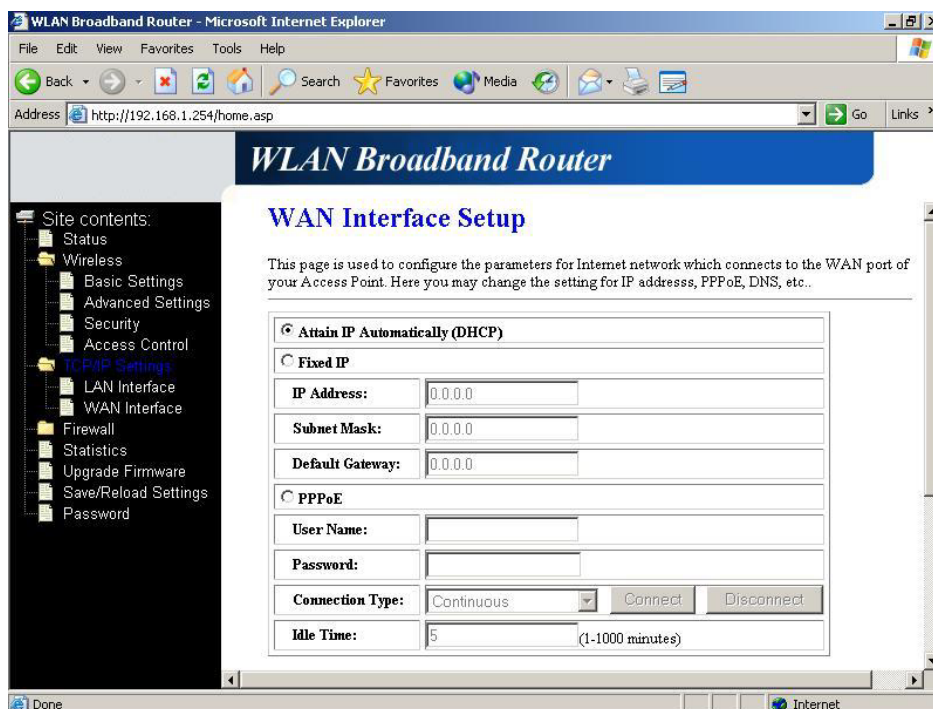 WLAN Broadband Router - Microsoft Internet Explorer
File Edit View Favorites Tools Help
Back Search Favorites Media
Address http://192.168.1.254/home.asp Go Links
WLAN Broadband Router
Site contents:
Status
Wireless
Basic Settings
Advanced Settings
Security
Access Control
TCP/IP Settings
LAN Interface
WAN Interface
Firewall
Statistics
Upgrade Firmware
Save/Reload Settings
Password
WAN Interface Setup
This page is used to configure the parameters for Internet network which connects to the WAN port of
your Access Point. Here you may change the setting for IP addresss, PPPoE, DNS, etc..
Attain IP Automatically (DHCP)
Fixed IP
IP Address: 0.0.0.0
Subnet Mask: 0.0.0.0
Default Gateway: 0.0.0.0
PPPoE
User Name:
Password:
Connection Type: Continuous Connect Disconnect
Idle Time: 5 (1-1000 minutes)
Done Internet